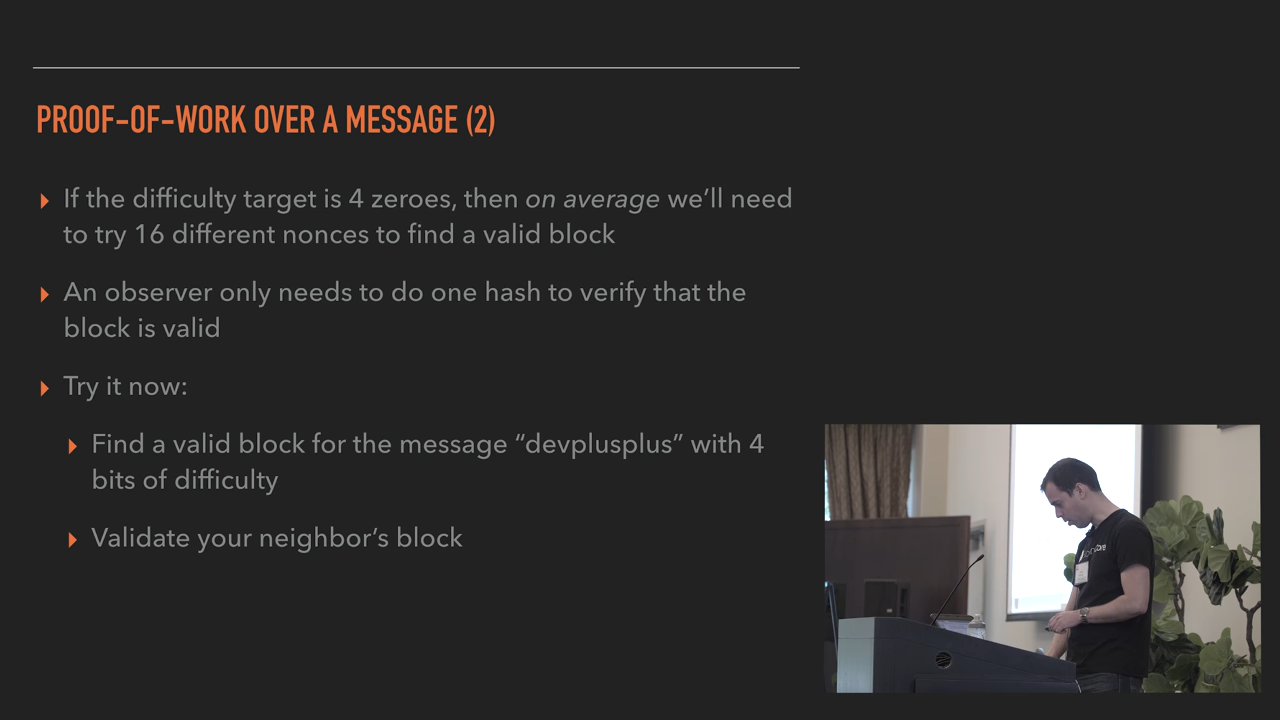 PROOF-OF-WORK OVER A MESSAGE (2)
If the difficulty target is 4 zeroes, then on average we’ll need
to try 16 different nonces to find a valid block
An observer only needs to do one hash to verify that the
block is valid
Try it now:
Find a valid block for the message “devplusplus” with 4
bits of difficulty
Validate your neighbor’s block